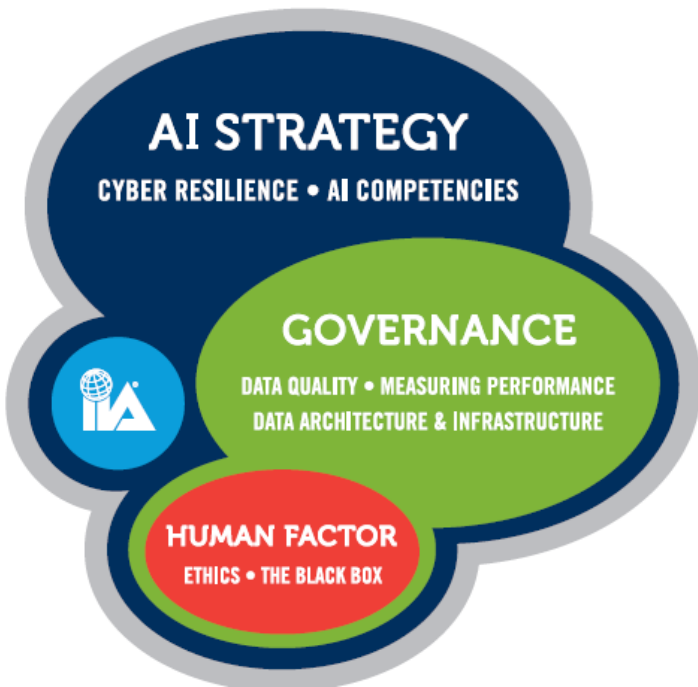 AI STRATEGY
CYBER RESILIENCE • AI COMPETENCIES
GOVERNANCE
DATA QUALITY • MEASURING PERFORMANCE
DATA ARCHITECTURE & INFRASTRUCTURE
IIA
HUMAN FACTOR
ETHICS • THE BLACK BOX